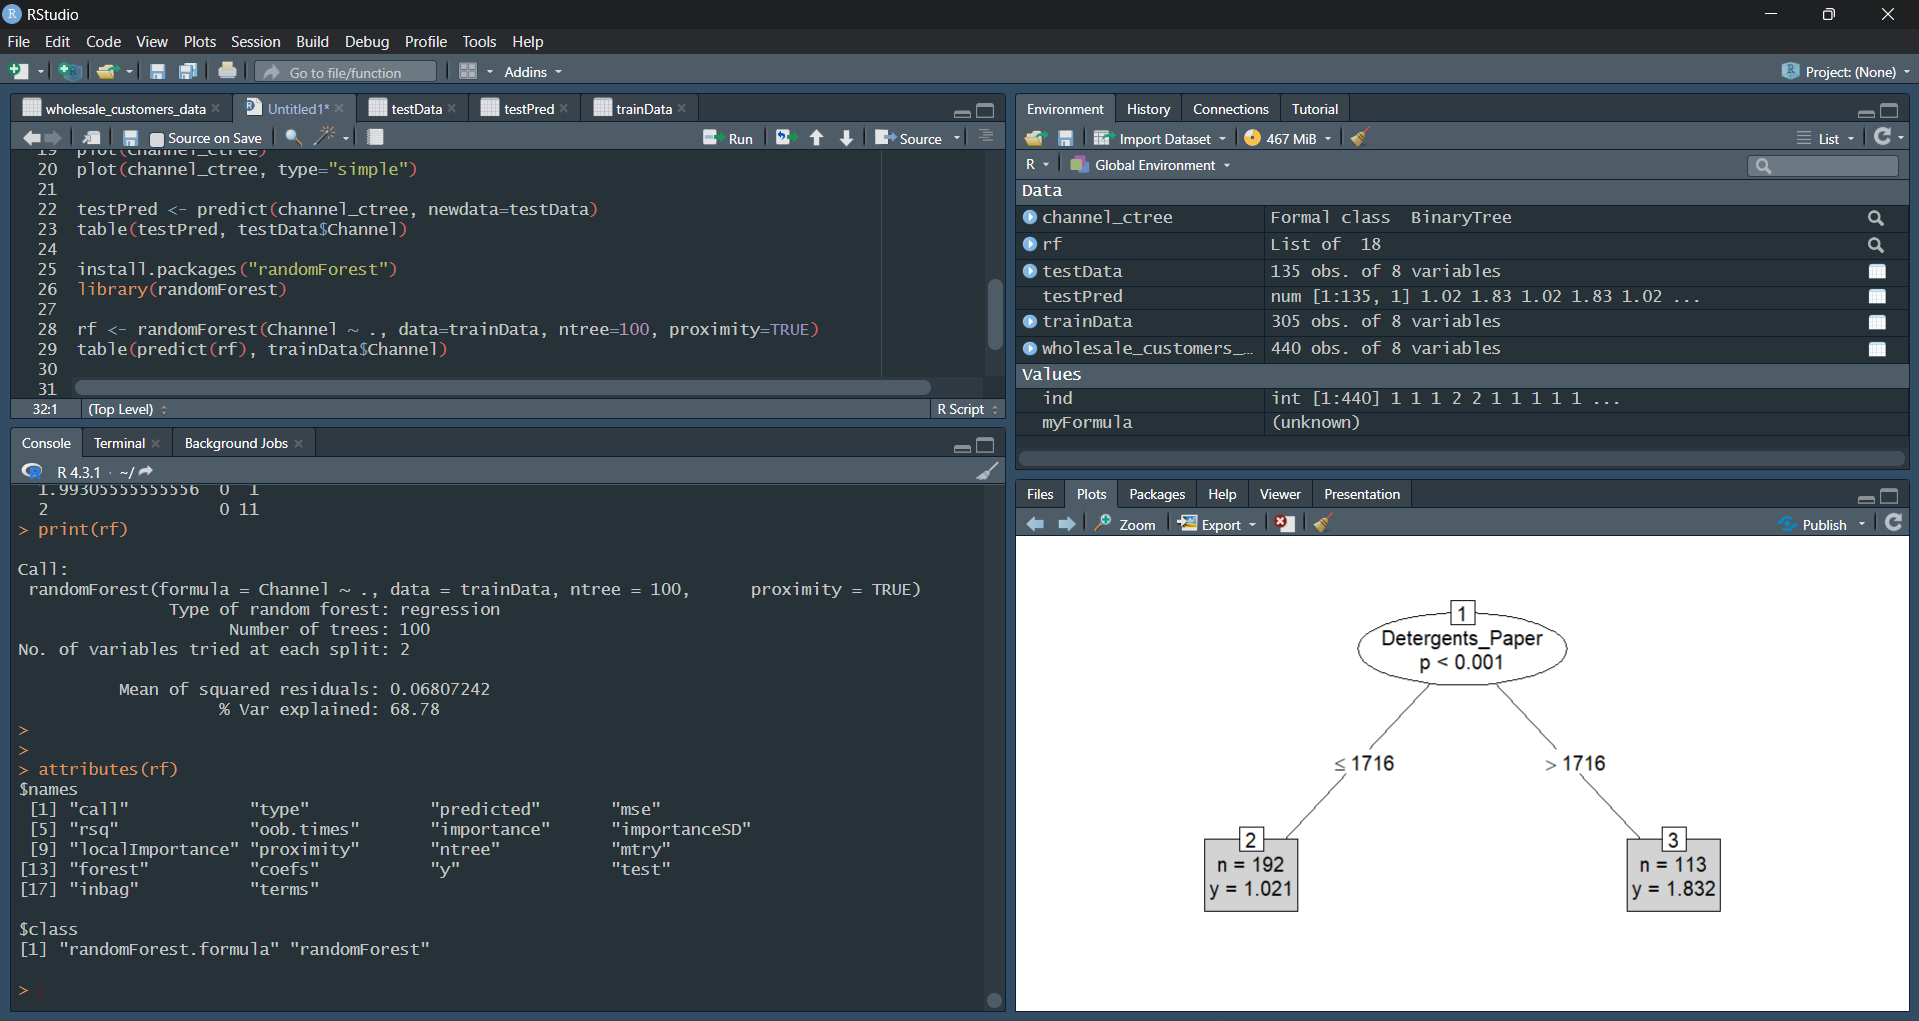 RStudio
File Edit Code View Plots Session Build Debug Profile Tools Help
Go to file/function Addins Project: (None)
wholesale_customers_data Untitled1* testData testPred trainData
Source on Save Run Source
19 plot(channel_ctree)
20 plot(channel_ctree, type="simple")
21
22 testPred <- predict(channel_ctree, newdata=testData)
23 table(testPred, testData$Channel)
24
25 install.packages("randomForest")
26 library(randomForest)
27
28 rf <- randomForest(Channel ~ ., data=trainData, ntree=100, proximity=TRUE)
29 table(predict(rf), trainData$Channel)
30
31
32:1 (Top Level) R Script
Console Terminal Background Jobs
R 4.3.1 · ~/
1.99305555555556 0 1
2 0 11
> print(rf)
Call:
randomForest(formula = Channel ~ ., data = trainData, ntree = 100, proximity = TRUE)
Type of random forest: regression
Number of trees: 100
No. of variables tried at each split: 2
Mean of squared residuals: 0.06807242
% Var explained: 68.78
>
>
> attributes(rf)
$names
[1] "call" "type" "predicted" "mse"
[5] "rsq" "oob.times" "importance" "importanceSD"
[9] "localImportance" "proximity" "ntree" "mtry"
[13] "forest" "coefs" "y" "test"
[17] "inbag" "terms"
$class
[1] "randomForest.formula" "randomForest"
>
Environment History Connections Tutorial
Import Dataset 467 MiB List
R Global Environment
Data
channel_ctree Formal class BinaryTree
rf List of 18
testData 135 obs. of 8 variables
testPred num [1:135, 1] 1.02 1.83 1.02 1.83 1.02 ...
trainData 305 obs. of 8 variables
wholesale_customers_… 440 obs. of 8 variables
Values
ind int [1:440] 1 1 1 2 2 1 1 1 1 1 ...
myFormula (unknown)
Files Plots Packages Help Viewer Presentation
Zoom Export Publish
1
Detergents_Paper
p < 0.001
≤ 1716 > 1716
2 3
n = 192 n = 113
y = 1.021 y = 1.832